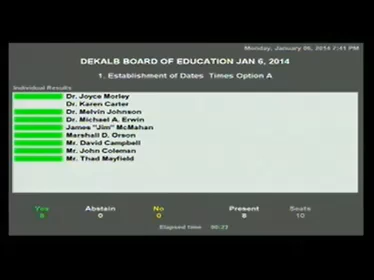 Monday, January 06, 2014 7:41 PM
DEKALB BOARD OF EDUCATION JAN 6, 2014
1. Establishment of Dates Times Option A
Individual Results
Dr. Joyce Morley
Dr. Karen Carter
Dr. Melvin Johnson
Dr. Michael A. Erwin
James "Jim" McMahan
Marshall D. Orson
Mr. David Campbell
Mr. John Coleman
Mr. Thad Mayfield
Yes Abstain No Present Seats
8 0 0 8 10
Elapsed time 00:23